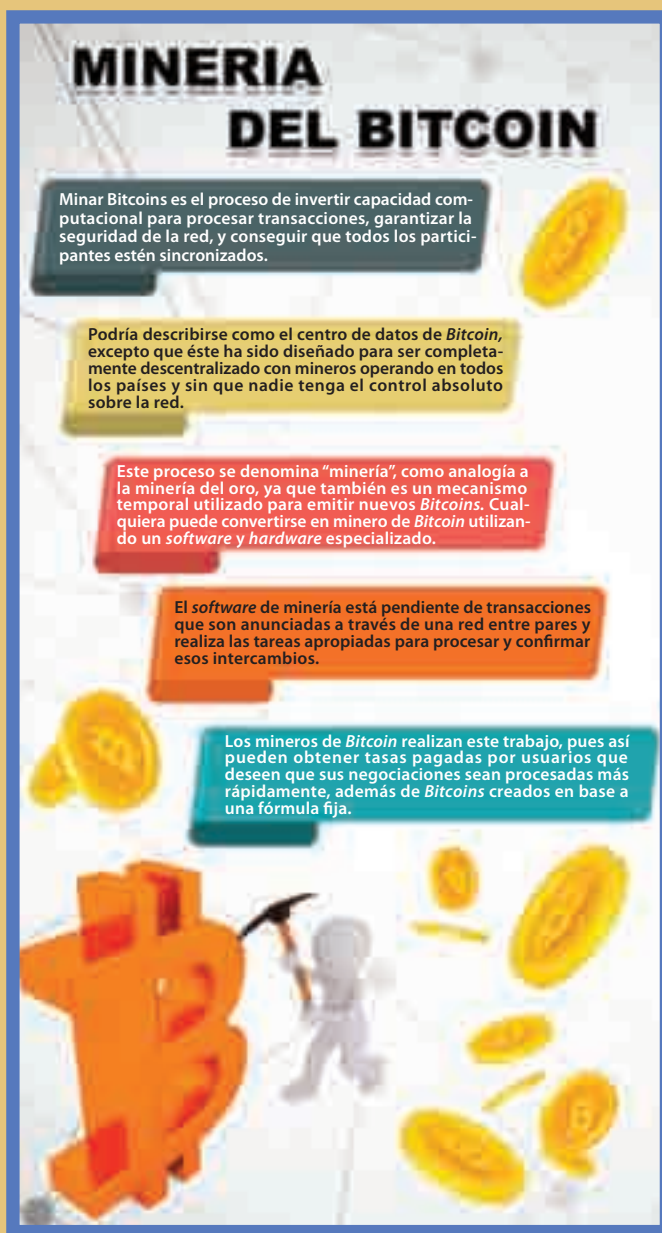 MINERIA
DEL BITCOIN
Minar Bitcoins es el proceso de invertir capacidad com-
putacional para procesar transacciones, garantizar la
seguridad de la red, y conseguir que todos los partici-
pantes estén sincronizados.
Podría describirse como el centro de datos de Bitcoin,
excepto que éste ha sido diseñado para ser completa-
mente descentralizado con mineros operando en todos
los países y sin que nadie tenga el control absoluto
sobre la red.
Este proceso se denomina “minería”, como analogía a
la minería del oro, ya que también es un mecanismo
temporal utilizado para emitir nuevos Bitcoins. Cual-
quiera puede convertirse en minero de Bitcoin utilizan-
do un software y hardware especializado.
El software de minería está pendiente de transacciones
que son anunciadas a través de una red entre pares y
realiza las tareas apropiadas para procesar y confirmar
esos intercambios.
Los mineros de Bitcoin realizan este trabajo, pues así
pueden obtener tasas pagadas por usuarios que
deseen que sus negociaciones sean procesadas más
rápidamente, además de Bitcoins creados en base a
una fórmula fija.